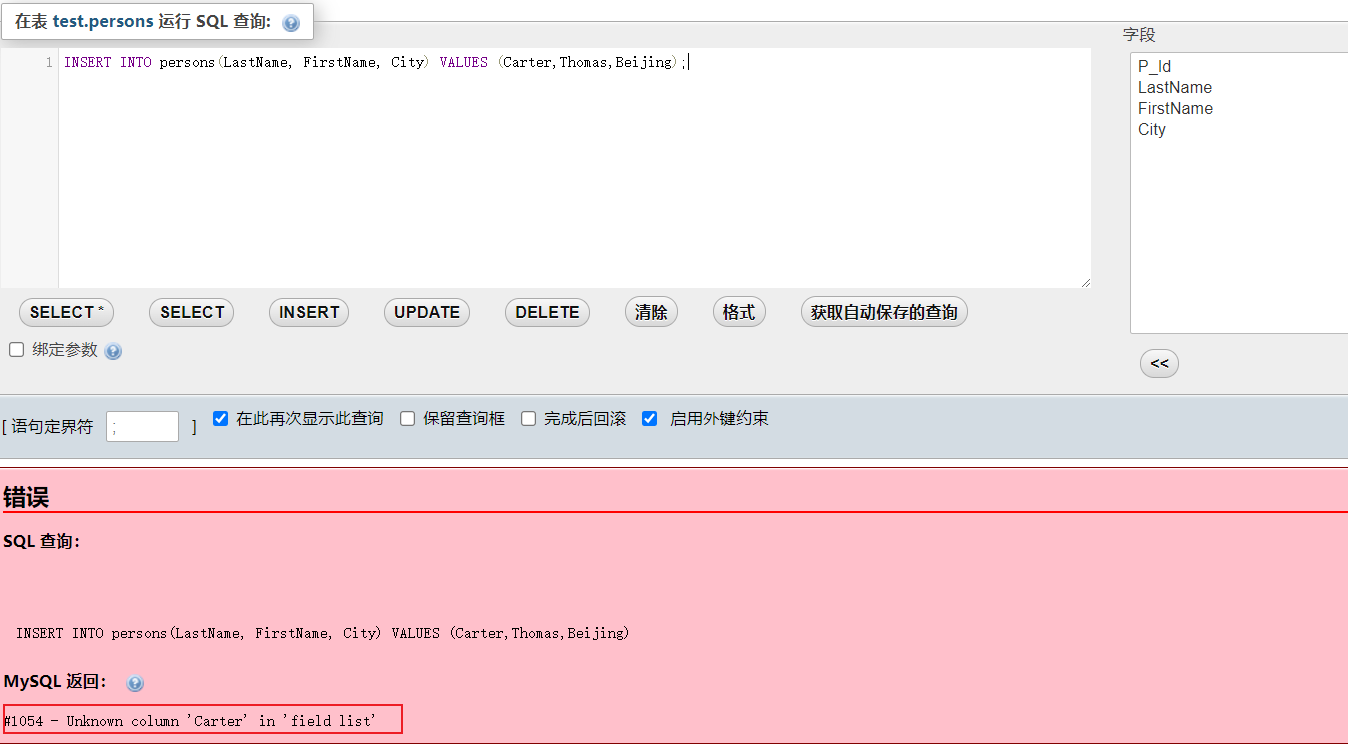 在表 test.persons 运行 SQL 查询:
字段
1 INSERT INTO persons(LastName, FirstName, City) VALUES (Carter,Thomas,Beijing);
P_Id
LastName
FirstName
City
SELECT * SELECT INSERT UPDATE DELETE 清除 格式 获取自动保存的查询
绑定参数
<<
[ 语句定界符 ; ] 在此再次显示此查询 保留查询框 完成后回滚 启用外键约束
错误
SQL 查询：
INSERT INTO persons(LastName, FirstName, City) VALUES (Carter,Thomas,Beijing)
MySQL 返回：
#1054 - Unknown column 'Carter' in 'field list'